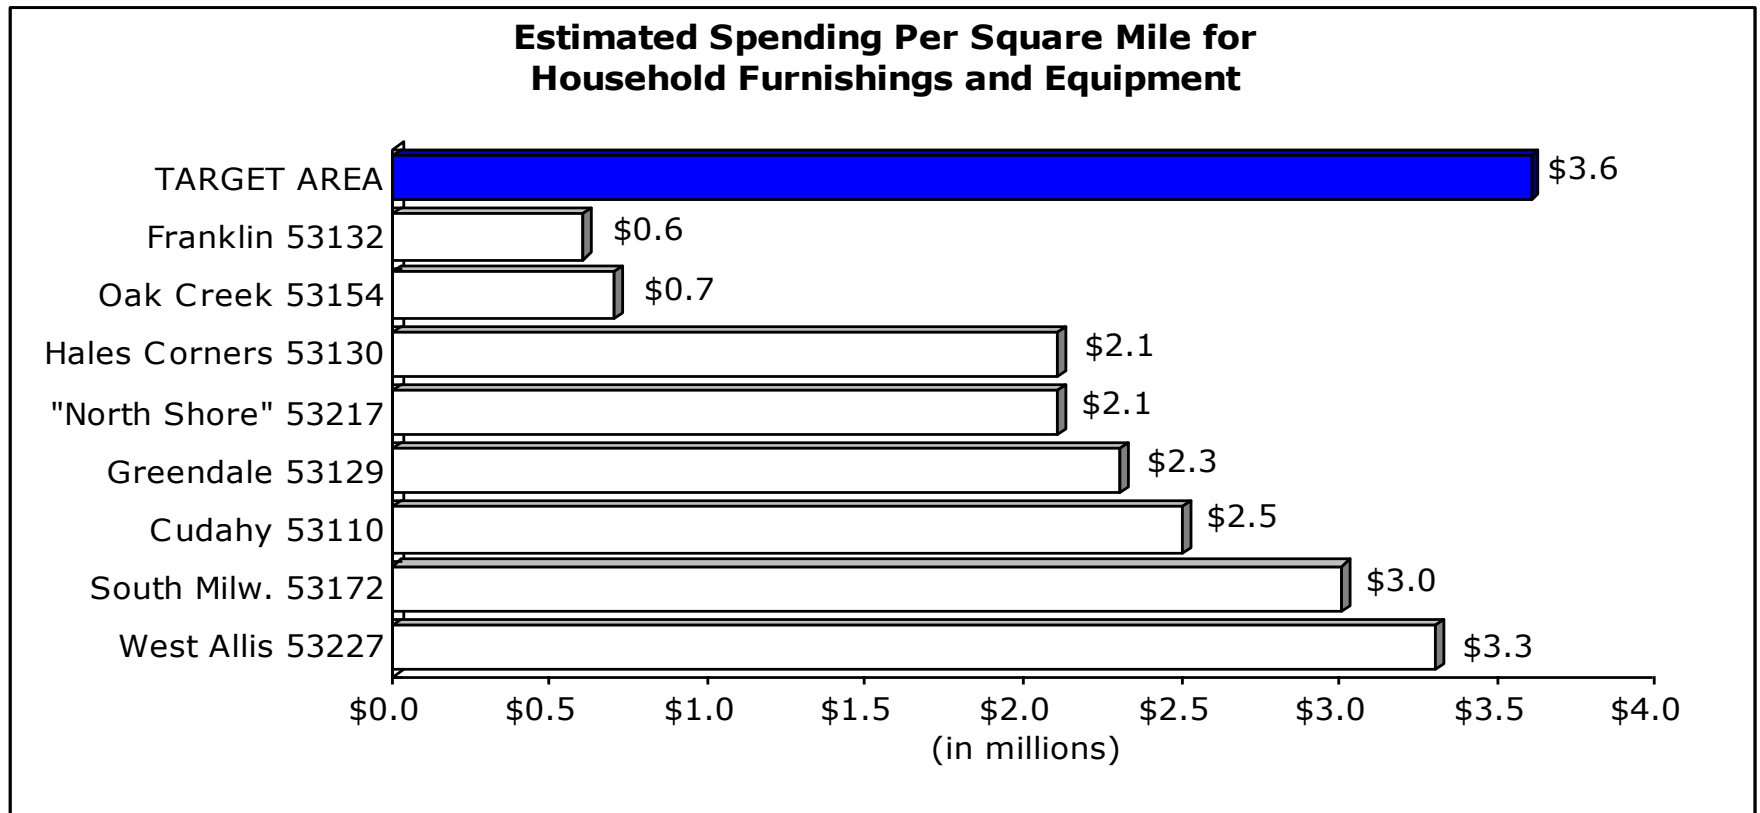 Estimated Spending Per Square Mile for
Household Furnishings and Equipment
TARGET AREA $3.6
Franklin 53132 $0.6
Oak Creek 53154 $0.7
Hales Corners 53130 $2.1
"North Shore" 53217 $2.1
Greendale 53129 $2.3
Cudahy 53110 $2.5
South Milw. 53172 $3.0
West Allis 53227 $3.3
$0.0 $0.5 $1.0 $1.5 $2.0 $2.5 $3.0 $3.5 $4.0
(in millions)